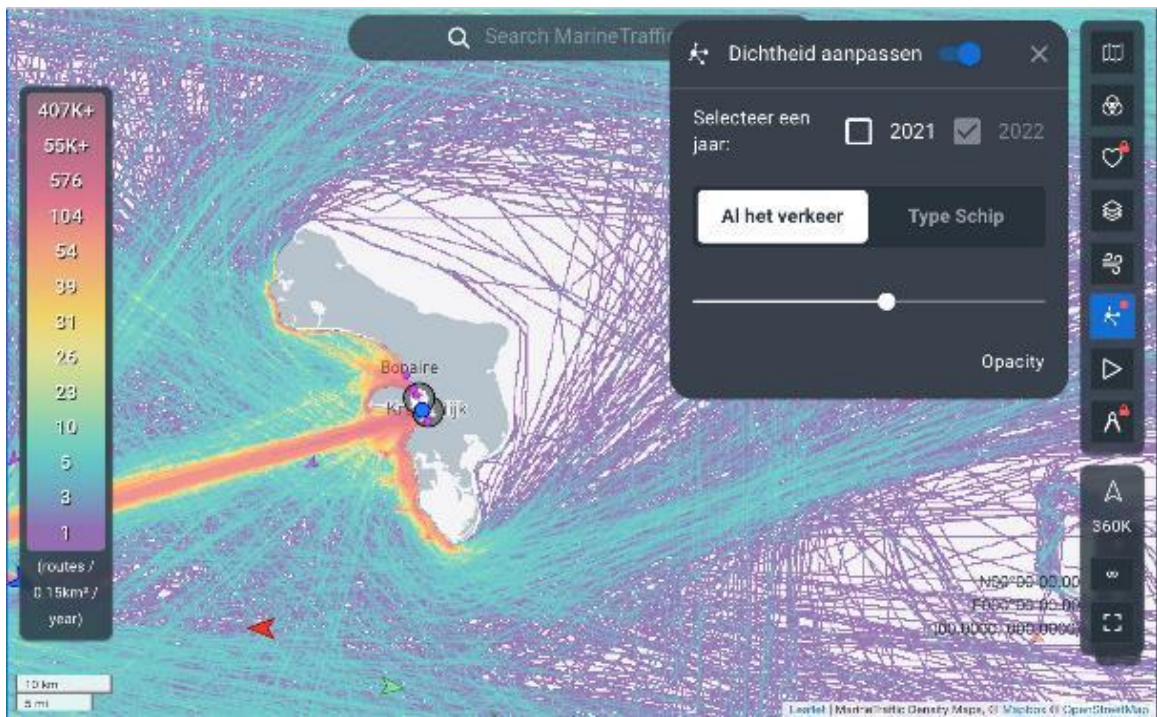 Search MarineTraffic
Dichtheid aanpassen
Selecteer een
jaar:
2021
2022
Al het verkeer
Type Schip
Opacity
407K+
55K+
576
104
54
39
31
26
23
10
5
3
1
(routes /
0.15km² /
year)
Bonaire
360K
10 km
5 mi
Leaflet | MarineTraffic Density Maps, © Mapbox © OpenStreetMap